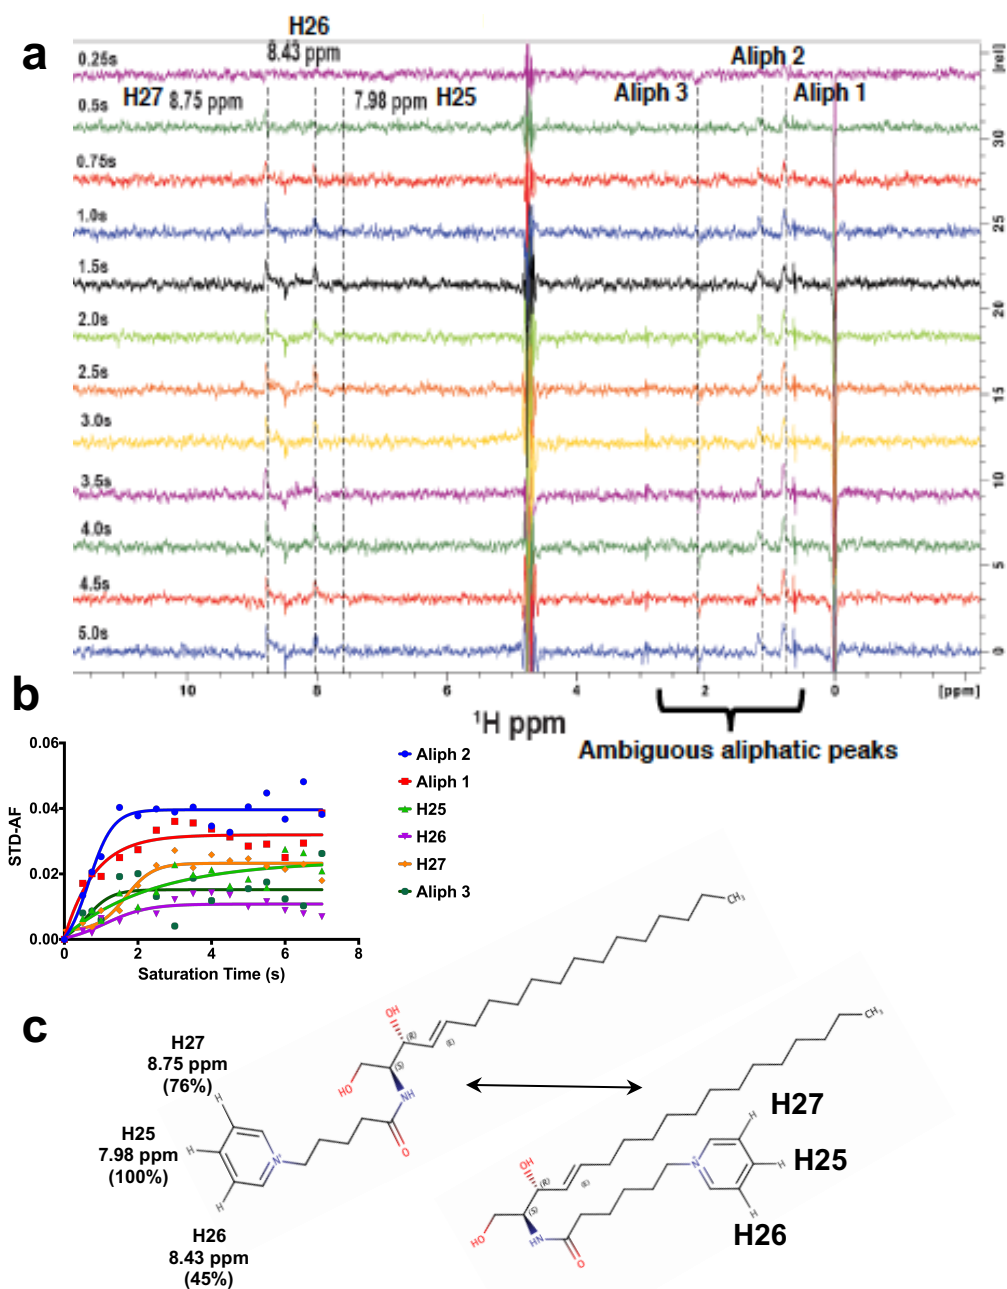 a
H26
8.43 ppm
Aliph 2
[rel]
0.25s
H27 8.75 ppm
7.98 ppm H25
Aliph 3
Aliph 1
0.5s
0.75s
1.0s
1.5s
2.0s
2.5s
3.0s
3.5s
4.0s
4.5s
5.0s
30
25
20
15
10
5
0
10
8
6
4
2
0
[ppm]
¹H ppm
Ambiguous aliphatic peaks
b
0.06
0.04
0.02
0.00
STD-AF
0
2
4
6
8
Saturation Time (s)
Aliph 2
Aliph 1
H25
H26
H27
Aliph 3
c
CH₃
OH
(R)
(E)
(S)
HO
NH
O
N⁺
H
H
H
H27
8.75 ppm
(76%)
H25
7.98 ppm
(100%)
H26
8.43 ppm
(45%)
CH₃
OH
(R)
(E)
(S)
HO
NH
O
N⁺
H
H
H
H27
H25
H26